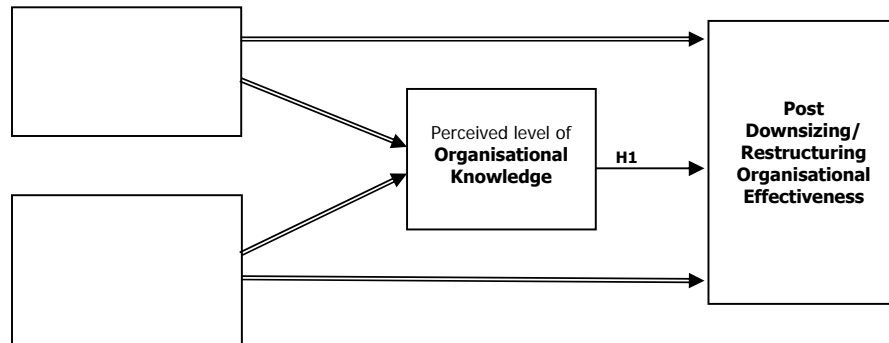 Perceived level of
Organisational
Knowledge
H1
Post
Downsizing/
Restructuring
Organisational
Effectiveness